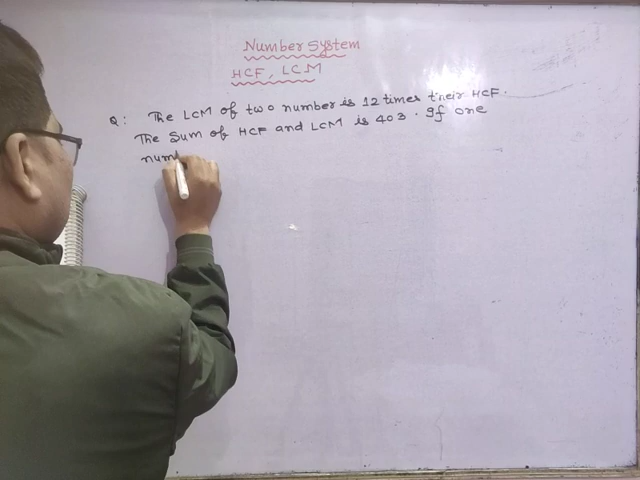 Number System
HCF, LCM
Q: The LCM of two number is 12 times their HCF.
The Sum of HCF and LCM is 403. If one
num